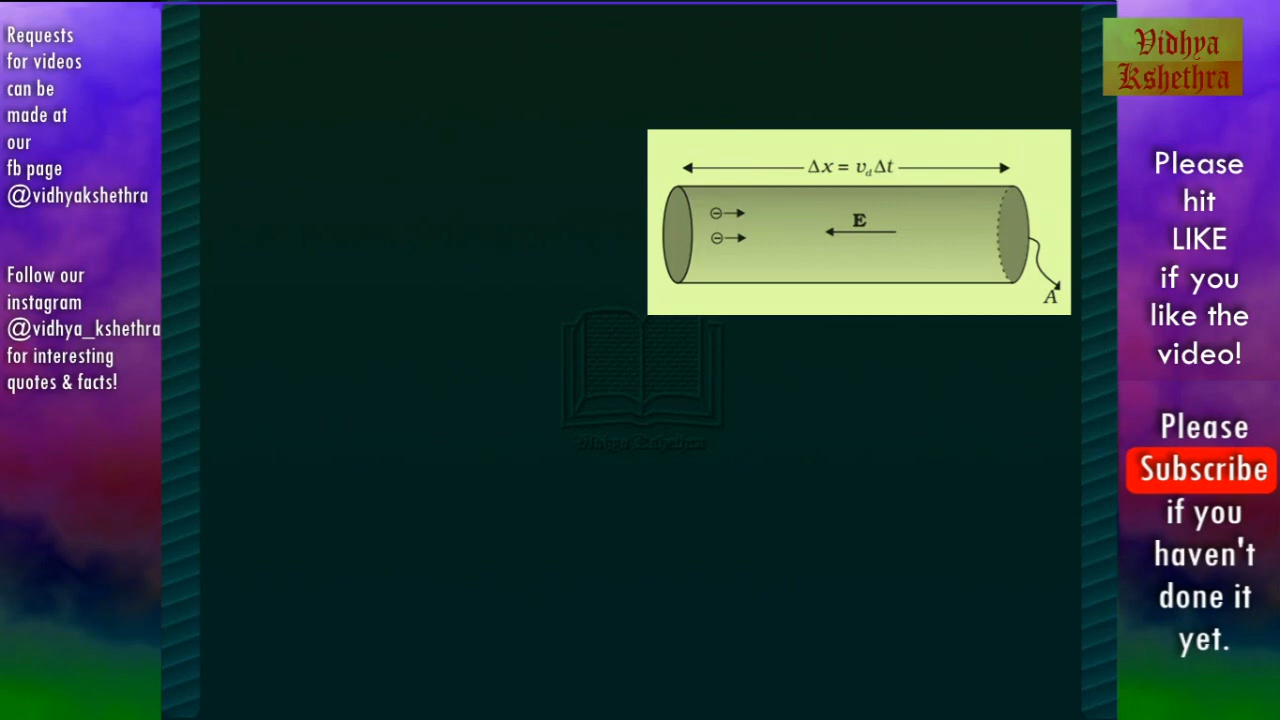 Requests
for videos
can be
made at
our
fb page
@vidhyakshethra
Follow our
instagram
@vidhya_kshethra
for interesting
quotes & facts!
Δx = v_d Δt
E
A
Vidhya Kshethra
Vidhya
Kshethra
Please
hit
LIKE
if you
like the
video!
Please
Subscribe
if you
haven't
done it
yet.